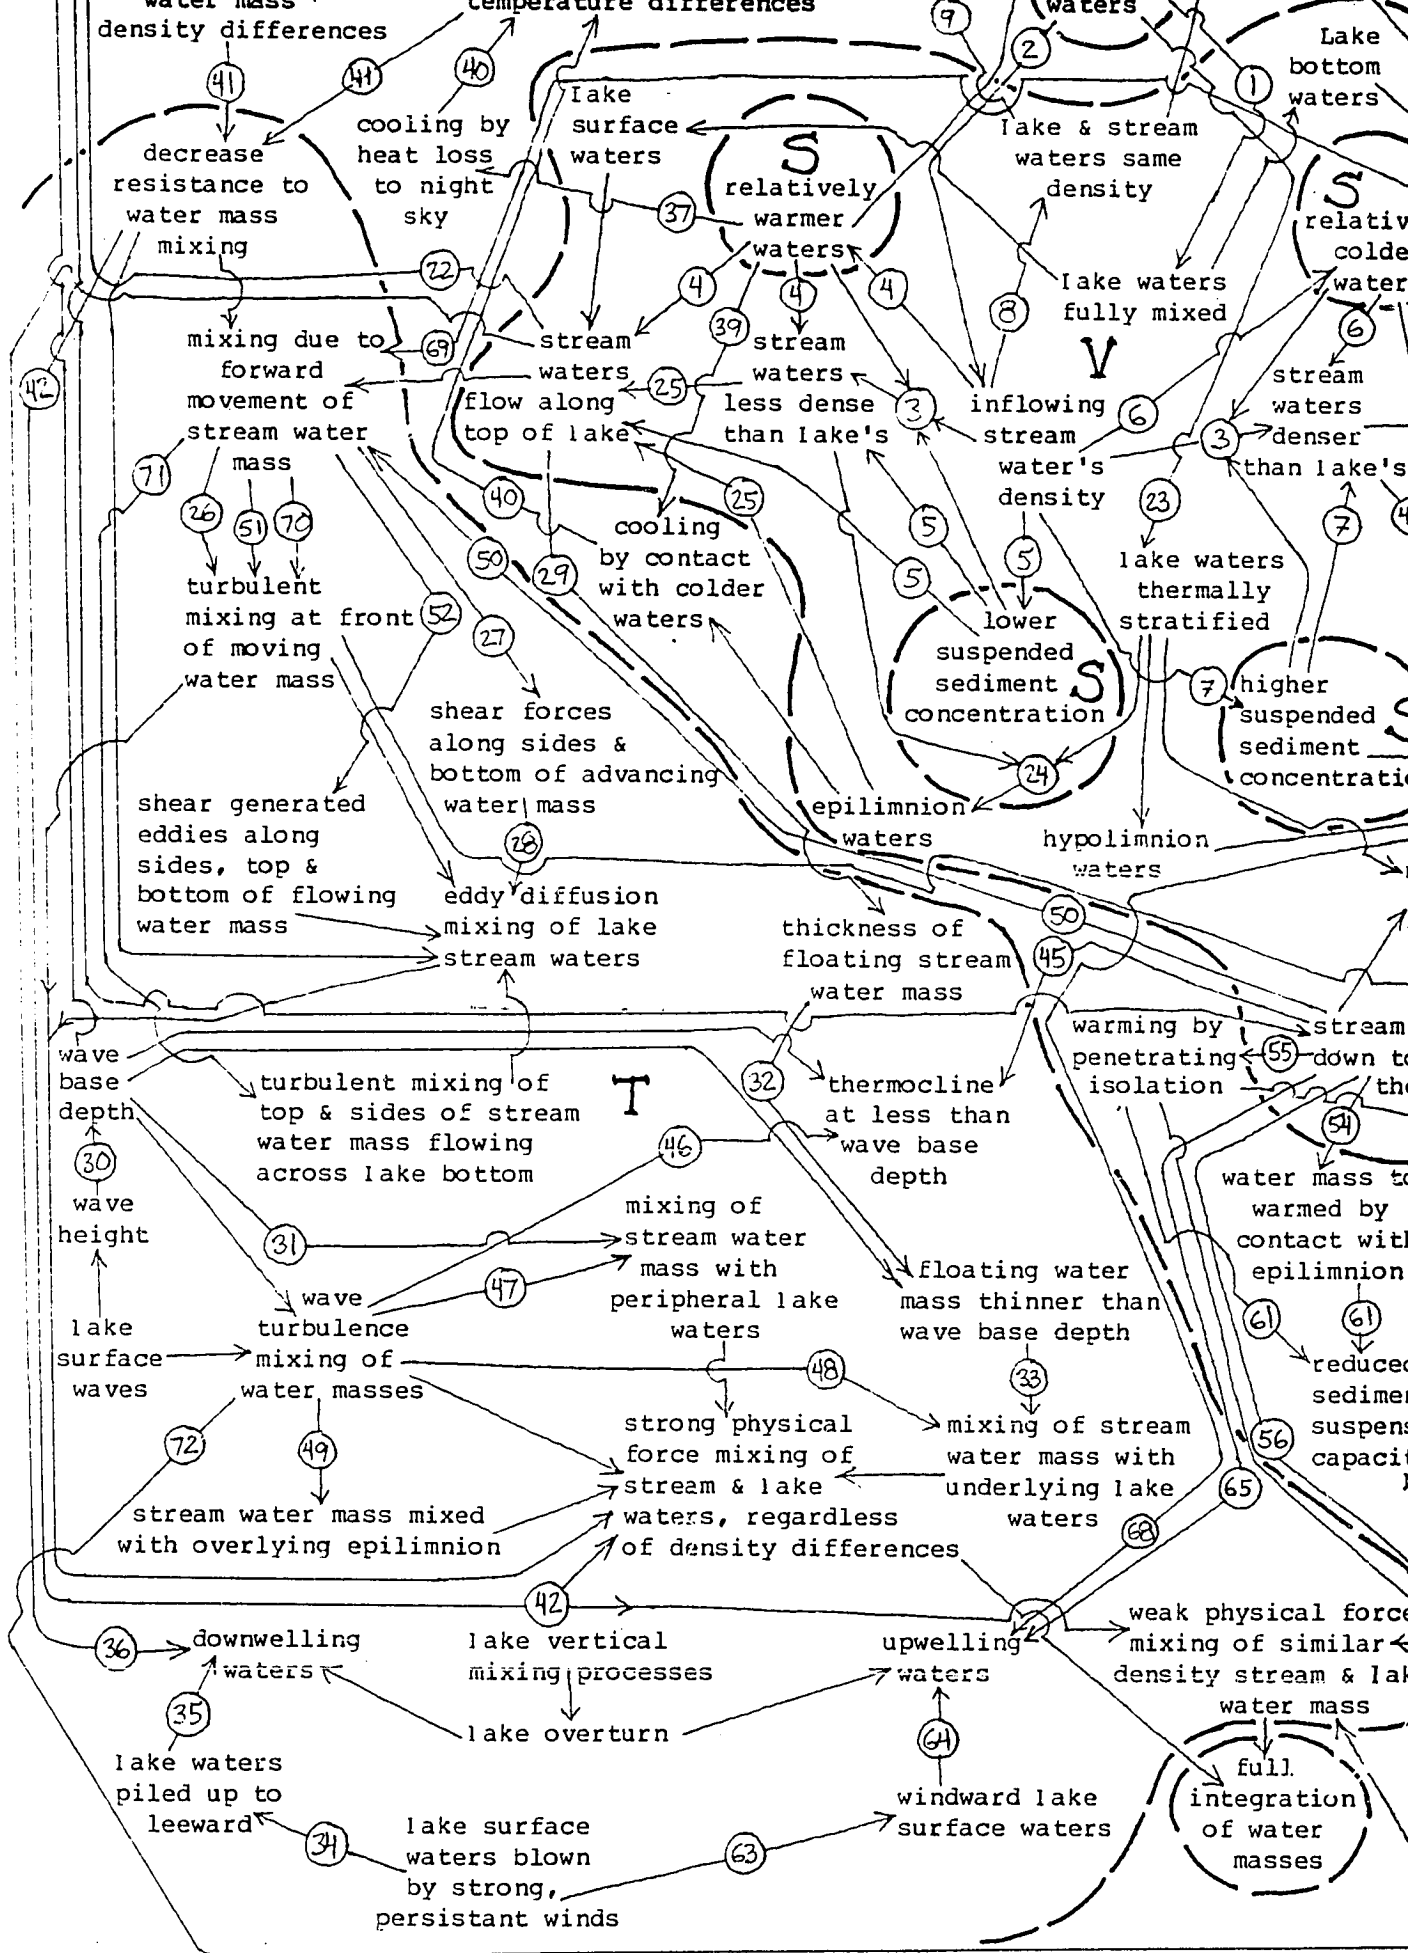 water mass
density differences
temperature differences
waters
9
2
1
Lake
bottom
waters
41
41
40
decrease
resistance to
water mass
mixing
cooling by
heat loss
to night
sky
lake
surface
waters
S
relatively
warmer
waters
lake & stream
waters same
density
S
37
22
4
4
4
39
8
lake waters
fully mixed
V
6
42
mixing due to
forward
movement of
stream water
mass
69
stream
waters
flow along
top of lake
25
stream
waters
less dense
than lake's
3
inflowing
stream
water's
density
6
3
stream
waters
denser
than lake's
71
26
51
70
40
50
29
25
5
5
5
23
7
cooling
by contact
with colder
waters
lake waters
thermally
stratified
turbulent
mixing at front
of moving
water mass
52
27
lower
suspended
sediment
concentration
S
7
higher
suspended
sediment
shear forces
along sides &
bottom of advancing
water mass
24
28
shear generated
eddies along
sides, top &
bottom of flowing
water mass
epilimnion
waters
hypolimnion
waters
eddy diffusion
mixing of lake
stream waters
thickness of
floating stream
water mass
50
45
wave
base
depth
30
turbulent mixing of
top & sides of stream
water mass flowing
across lake bottom
T
32
thermocline
at less than
wave base
depth
warming by
penetrating
isolation
55
stream
down to
54
46
wave
height
31
47
mixing of
stream water
mass with
peripheral lake
waters
floating water
mass thinner than
wave base depth
water mass to
warmed by
contact with
epilimnion
61
61
lake
surface
waves
wave
turbulence
mixing of
water masses
48
33
72
49
strong physical
force mixing of
stream & lake
waters, regardless
of density differences
mixing of stream
water mass with
underlying lake
waters
56
65
68
stream water mass mixed
with overlying epilimnion
42
36
downwelling
waters
35
lake vertical
mixing processes
lake overturn
upwelling
waters
64
weak physical force
mixing of similar
density stream & lak
water mass
lake waters
piled up to
leeward
34
lake surface
waters blown
by strong,
persistant winds
63
windward lake
surface waters
full
integration
of water
masses